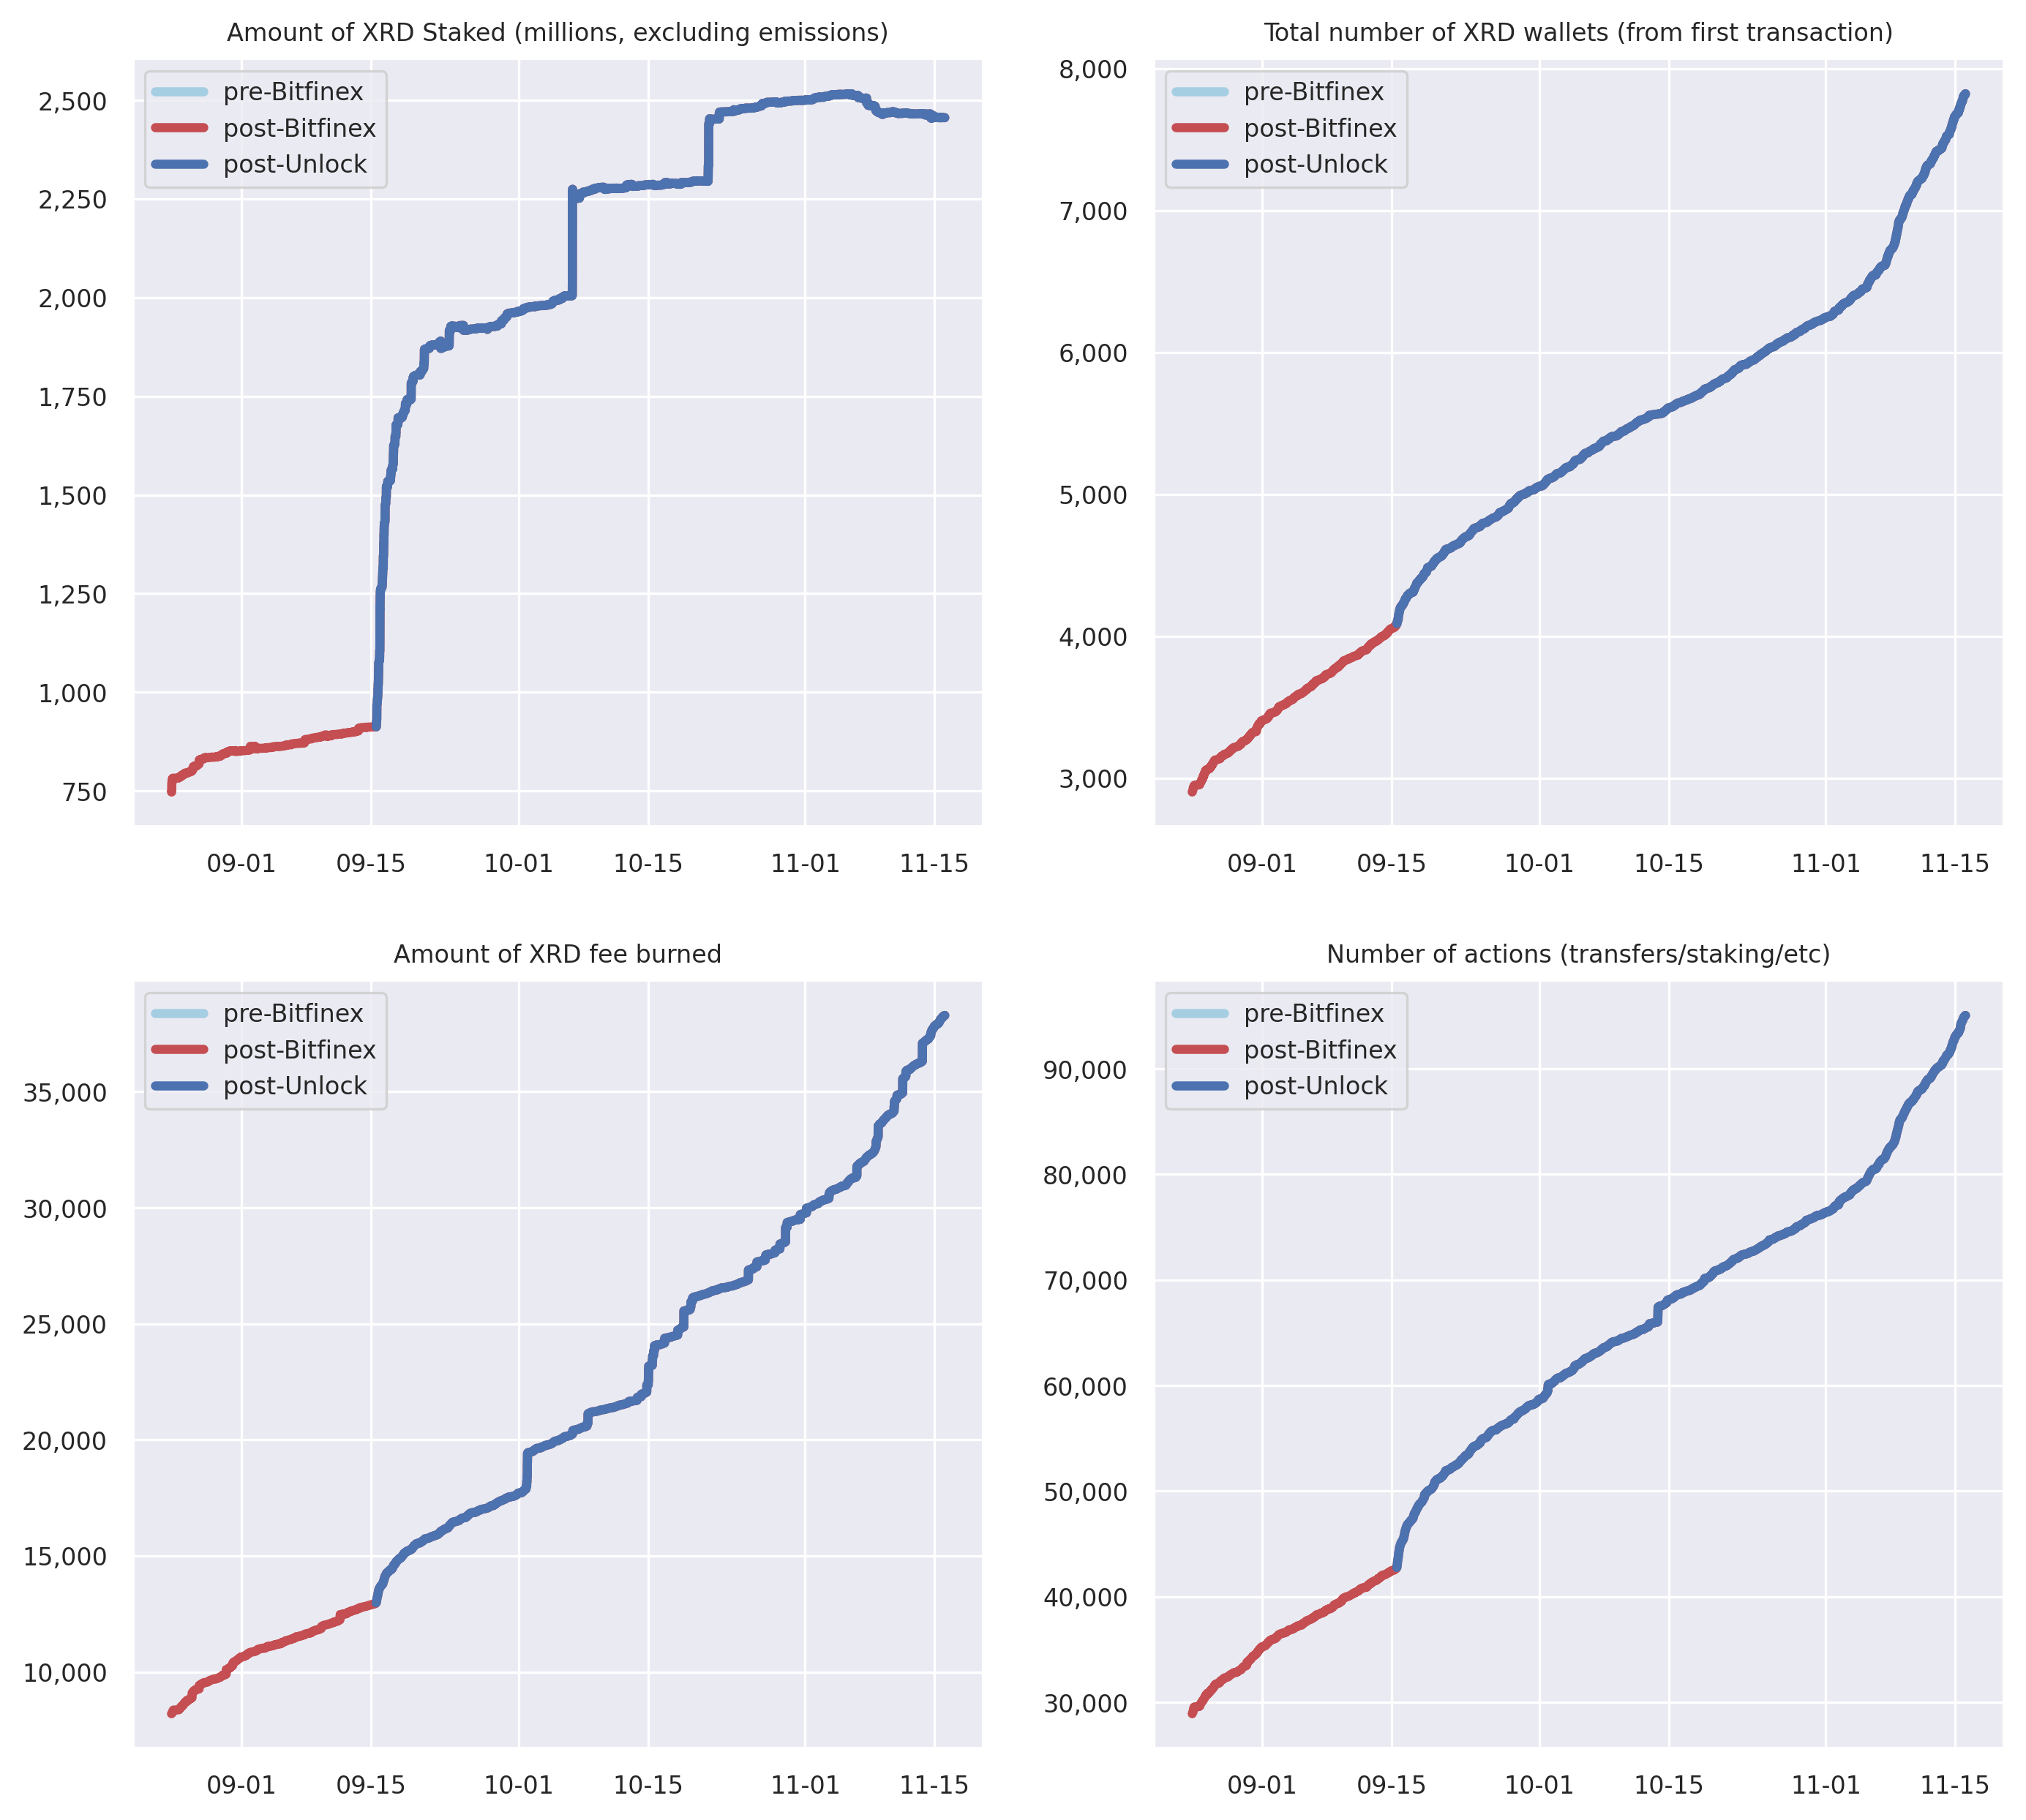 Amount of XRD Staked (millions, excluding emissions)
pre-Bitfinex
post-Bitfinex
post-Unlock
2,500
2,250
2,000
1,750
1,500
1,250
1,000
750
09-01 09-15 10-01 10-15 11-01 11-15
Total number of XRD wallets (from first transaction)
pre-Bitfinex
post-Bitfinex
post-Unlock
8,000
7,000
6,000
5,000
4,000
3,000
09-01 09-15 10-01 10-15 11-01 11-15
Amount of XRD fee burned
pre-Bitfinex
post-Bitfinex
post-Unlock
35,000
30,000
25,000
20,000
15,000
10,000
09-01 09-15 10-01 10-15 11-01 11-15
Number of actions (transfers/staking/etc)
pre-Bitfinex
post-Bitfinex
post-Unlock
90,000
80,000
70,000
60,000
50,000
40,000
30,000
09-01 09-15 10-01 10-15 11-01 11-15